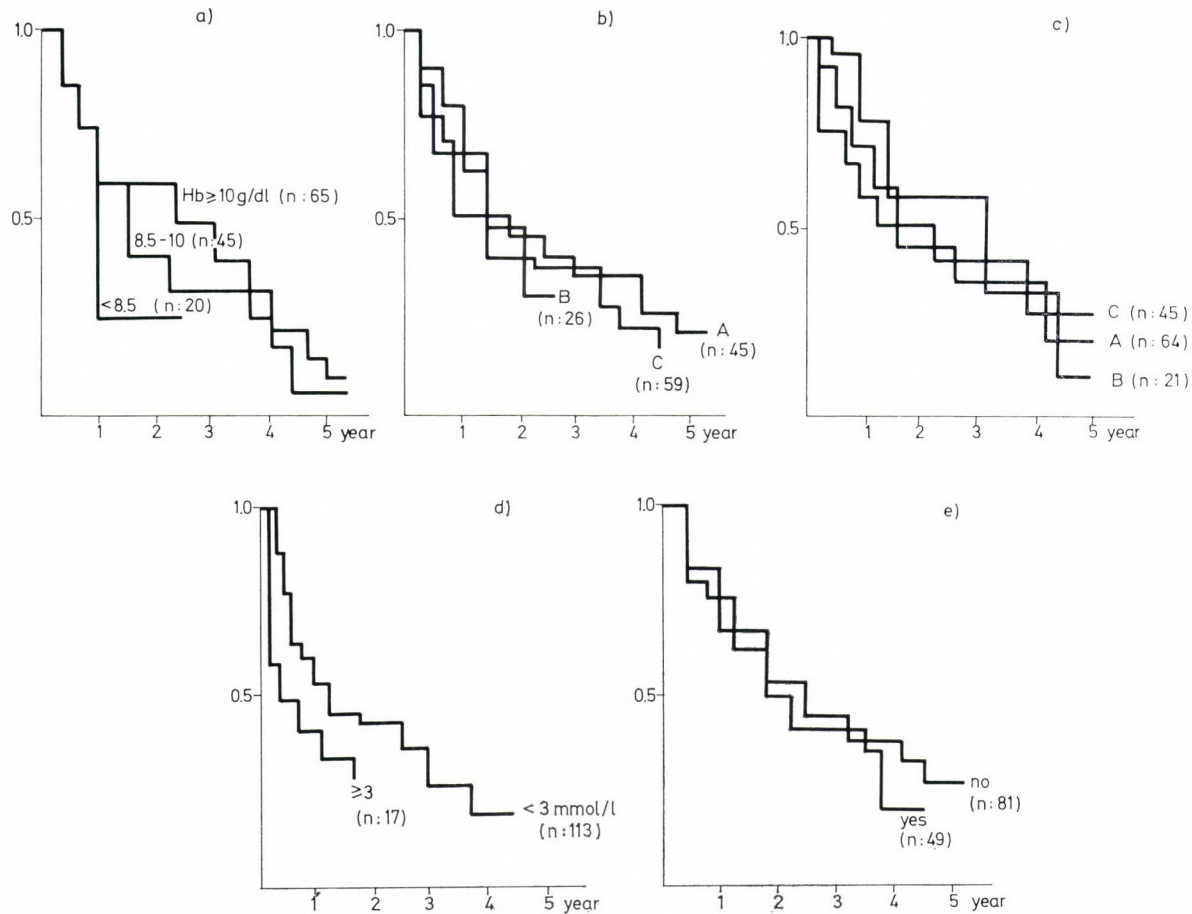 a)
1.0
0.5
Hb ≥ 10 g/dl (n : 65)
8.5 - 10 (n: 45)
< 8.5 (n : 20)
1 2 3 4 5 year
b)
1.0
0.5
B
(n : 26)
A
(n : 45)
C
(n : 59)
1 2 3 4 5 year
c)
1.0
0.5
C (n : 45)
A (n : 64)
B (n : 21)
1 2 3 4 5 year
d)
1.0
0.5
≥3
(n : 17)
< 3 mmol/l
(n : 113)
1 2 3 4 5 year
e)
1.0
0.5
no
(n : 81)
yes
(n : 49)
1 2 3 4 5 year